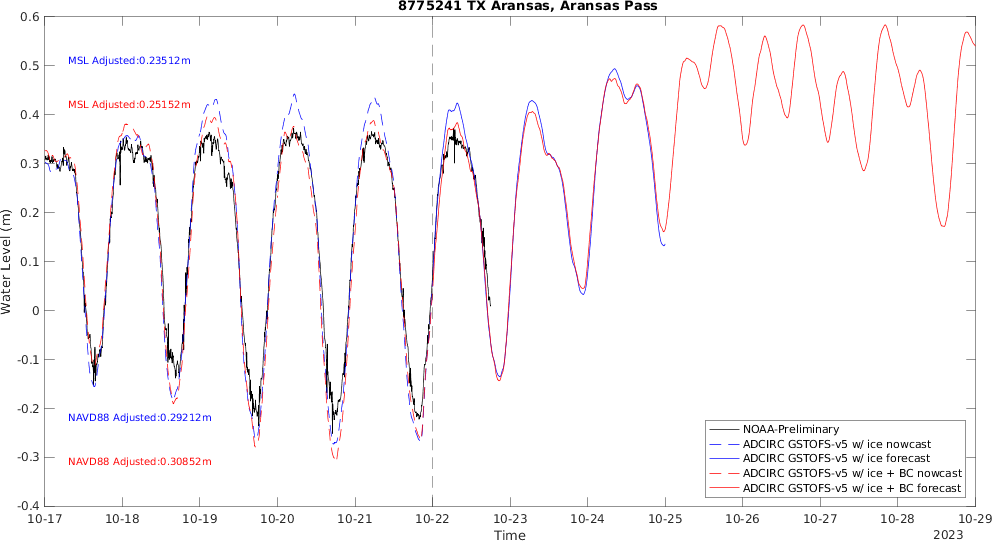 8775241 TX Aransas, Aransas Pass
0.6
0.5
0.4
0.3
0.2
0.1
0
-0.1
-0.2
-0.3
-0.4
Water Level (m)
MSL Adjusted:0.23512m
MSL Adjusted:0.25152m
NAVD88 Adjusted:0.29212m
NAVD88 Adjusted:0.30852m
NOAA-Preliminary
ADCIRC GSTOFS-v5 w/ ice nowcast
ADCIRC GSTOFS-v5 w/ ice forecast
ADCIRC GSTOFS-v5 w/ ice + BC nowcast
ADCIRC GSTOFS-v5 w/ ice + BC forecast
10-17 10-18 10-19 10-20 10-21 10-22 10-23 10-24 10-25 10-26 10-27 10-28 10-29
Time
2023